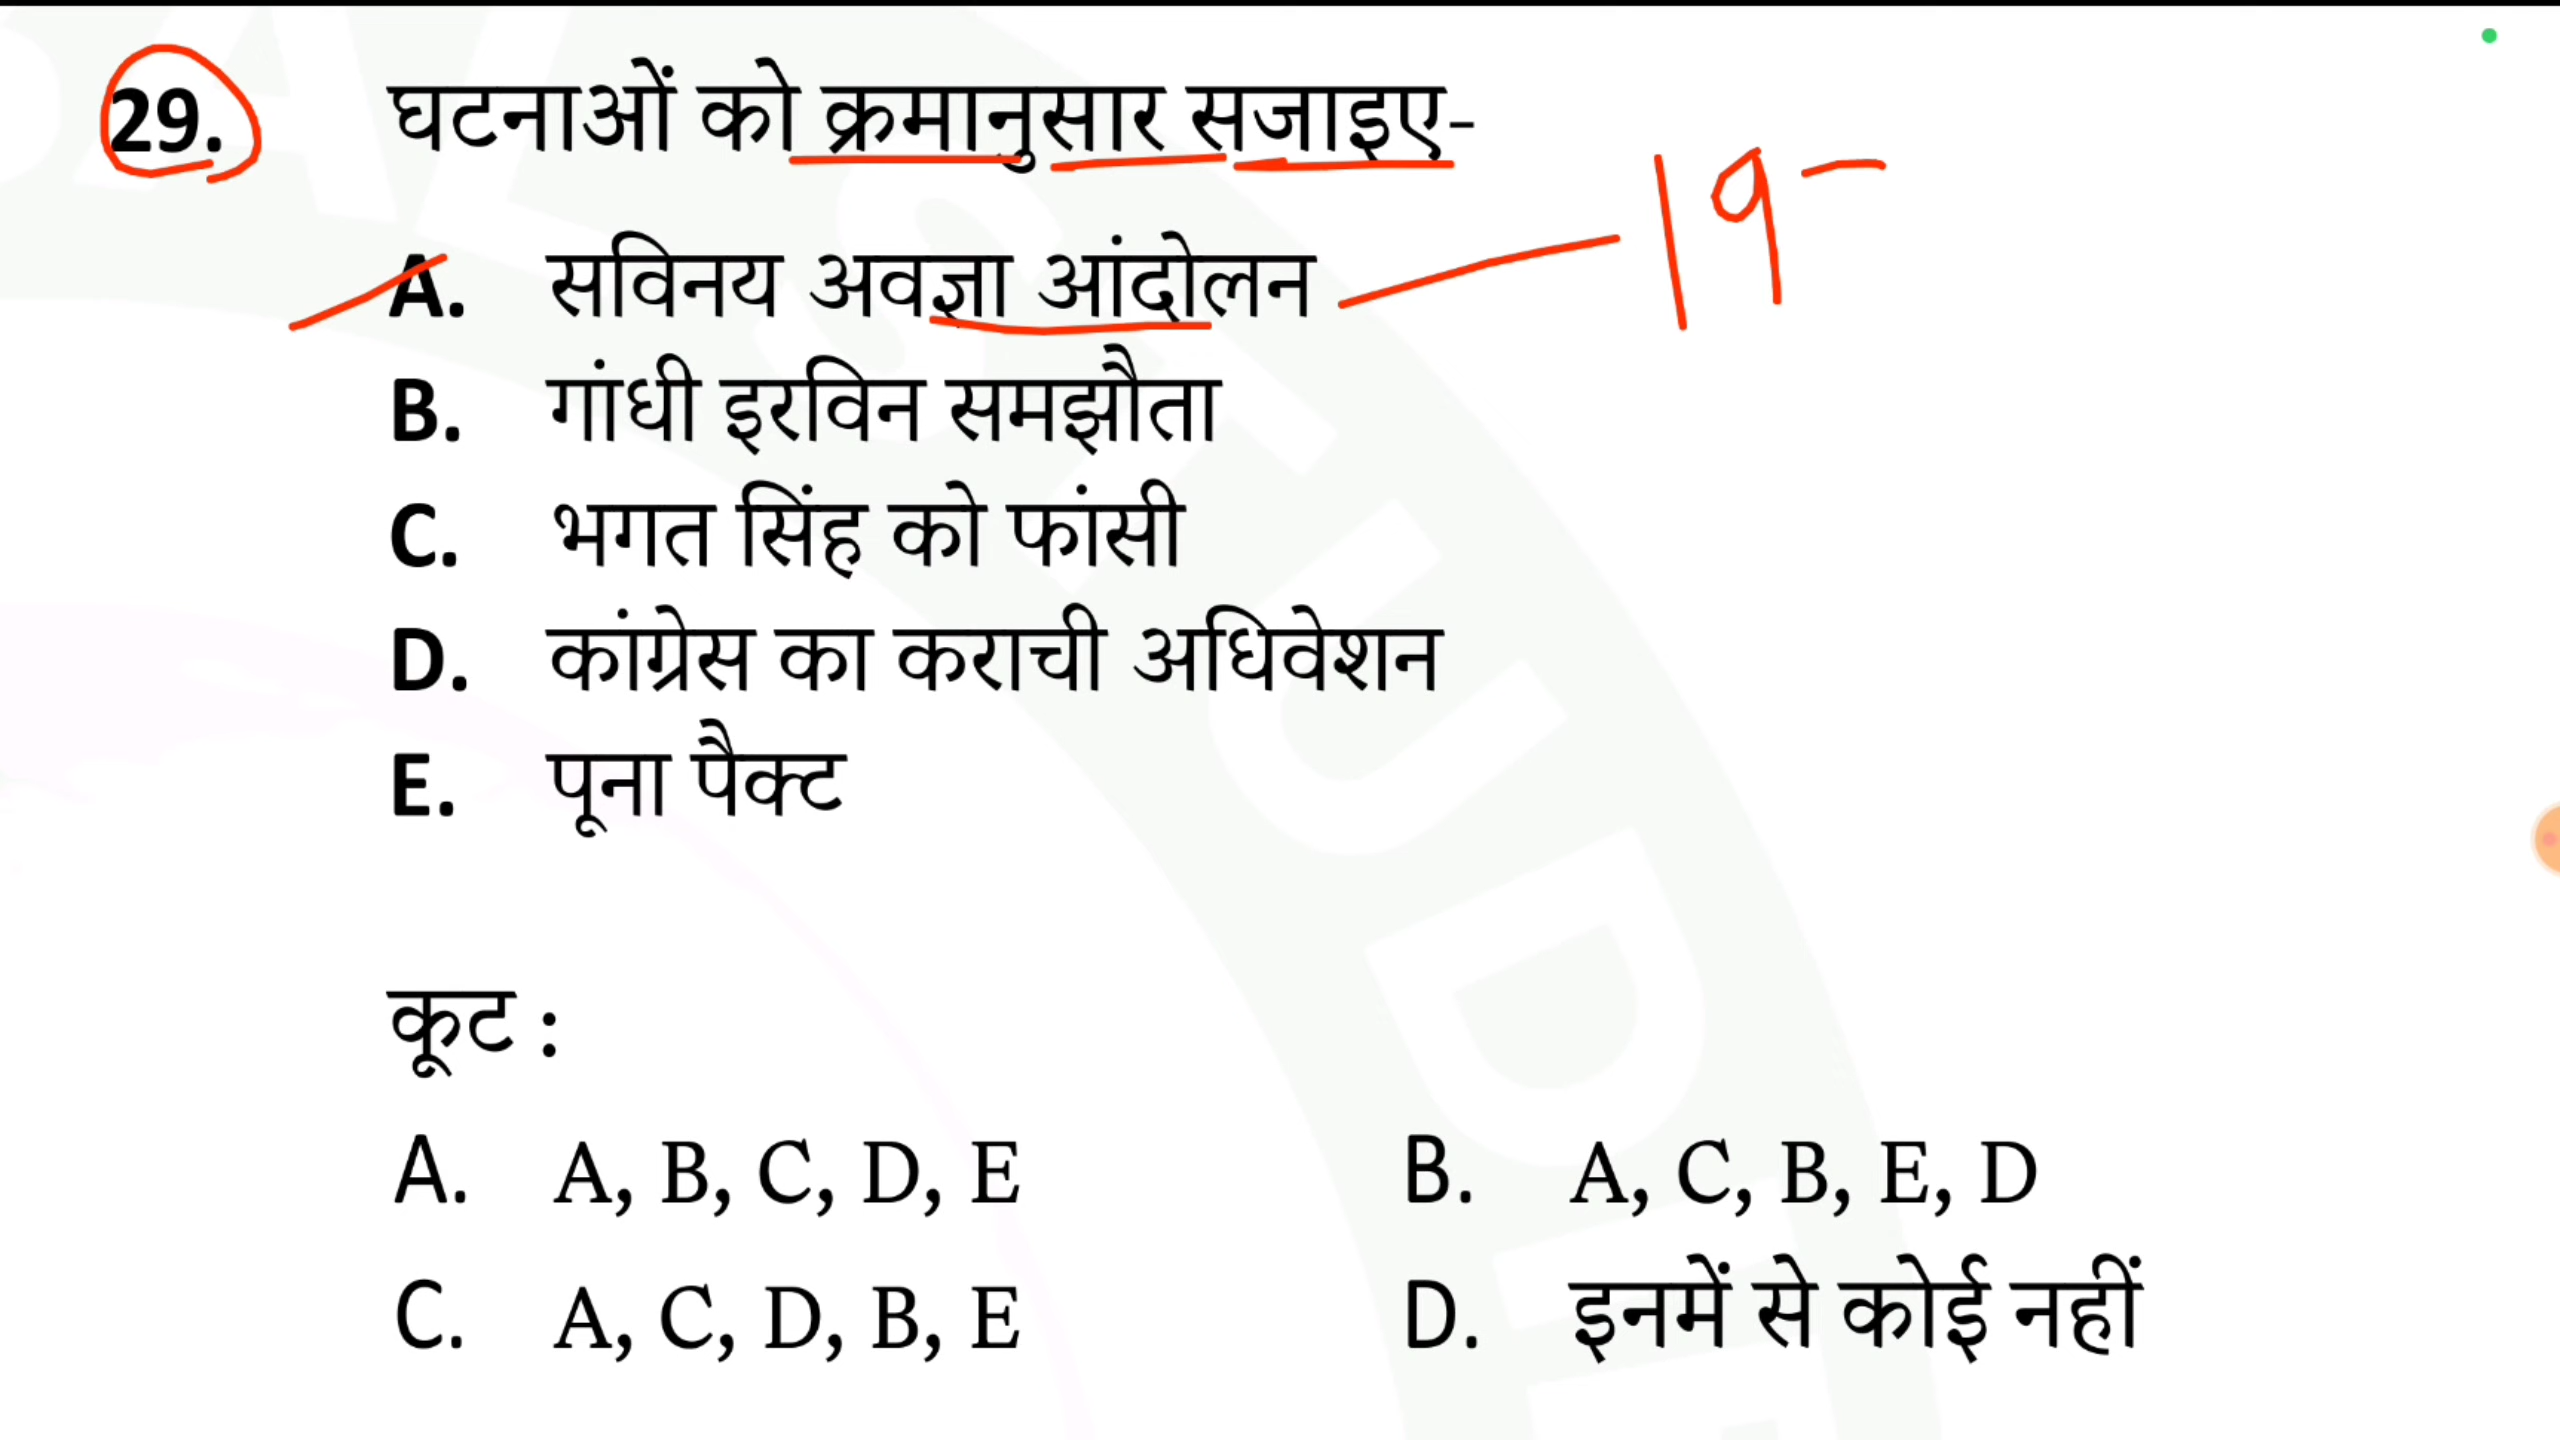 29. घटनाओं को क्रमानुसार सजाइए-
19
A. सविनय अवज्ञा आंदोलन
B. गांधी इरविन समझौता
C. भगत सिंह को फांसी
D. कांग्रेस का कराची अधिवेशन
E. पूना पैक्ट
कूट :
A. A, B, C, D, E
B. A, C, B, E, D
C. A, C, D, B, E
D. इनमें से कोई नहीं